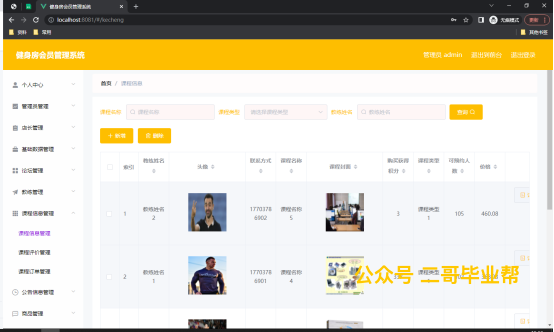 健身房会员管理系统
localhost:8081/#/kecheng
无痕模式
更新
资料 常用 其他书签
健身房会员管理系统 管理员 admin 退出到前台 退出登录
个人中心
管理员管理
店长管理
基础数据管理
论坛管理
教练管理
课程信息管理
课程信息管理
课程评价管理
课程订单管理
公告信息管理
商品管理
首页 / 课程信息
课程名称 课程名称 课程类型 请选择课程类型 教练姓名 教练姓名 查询
+ 新增 删除
索引 教练姓名 头像 联系方式 课程名称 课程封面 购买获得积分 课程类型 可预约人数 价格
1 教练姓名2 17703786902 课程名称5 3 课程类型1 105 460.08
2 教练姓名1 17703786901 课程名称4
公众号 二哥毕业帮